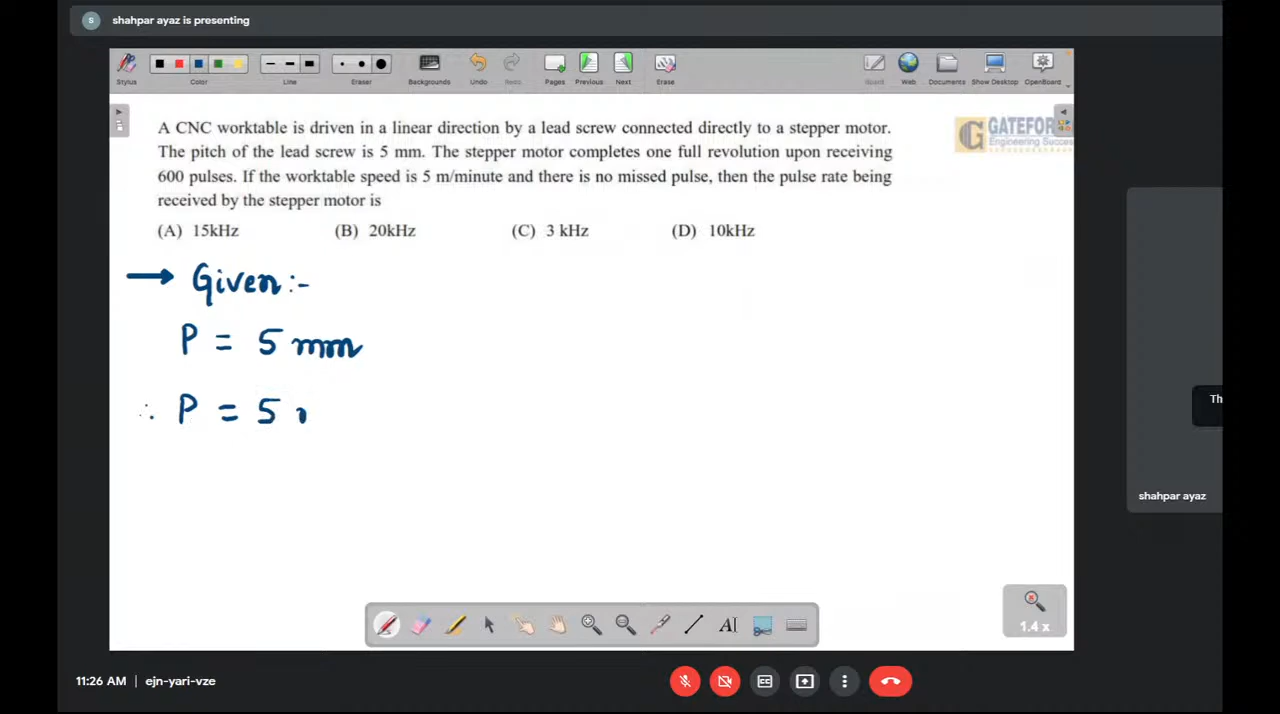 s shahpar ayaz is presenting
Stylus Color Line Eraser Backgrounds Undo Redo Pages Previous Next Erase Board Web Documents Show Desktop OpenBoard
A CNC worktable is driven in a linear direction by a lead screw connected directly to a stepper motor.
The pitch of the lead screw is 5 mm. The stepper motor completes one full revolution upon receiving
600 pulses. If the worktable speed is 5 m/minute and there is no missed pulse, then the pulse rate being
received by the stepper motor is
GATEFOR
Engineering Succes
(A) 15kHz (B) 20kHz (C) 3 kHz (D) 10kHz
→ Given :-
P = 5 mm
∴ P = 5
Th
shahpar ayaz
AI
1.4 x
11:26 AM | ejn-yari-vze